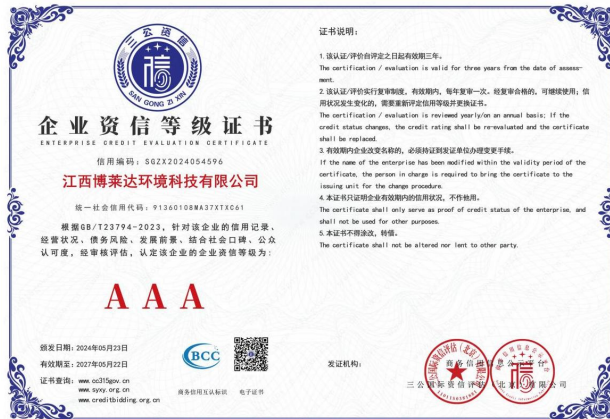 三公资信
信
SAN GONG ZI XIN
企业资信等级证书
ENTERPRISE CREDIT EVALUATION CERTIFICATE
信用编码：SGZX2024054596
江西博莱达环境科技有限公司
统一社会信用代码：91360108MA37XTXC61
根据GB/T23794-2023，针对该企业的信用记录、
经营状况、债务风险、发展前景、结合社会口碑、公众
认可度，经审核评估，认定该企业的企业资信等级为：
AAA
颁发日期：2024年05月23日
有效期至：2027年05月22日
证书查询：www.cc315gov.cn
www.syxy.org.cn
www.creditbidding.org.cn
BCC
商务信用互认标识
电子证书
证书说明：
1.该认证/评价自评定之日起有效期三年。
The certification / evaluation is valid for three years from the date of assess-
ment.
2.该认证/评价实行复审制度，有效期内，每年复审一次。经复审合格的，可继续使用；信
用状况发生变化的，需要重新评定信用等级并更换证书。
The certification / evaluation is reviewed yearly/on an annual basis; If the
credit status changes, the credit rating shall be re-evaluated and the certificate
shall be replaced.
3.有效期内企业改变名称的，必须持证到发证单位办理变更手续。
If the name of the enterprise has been modified within the validity period of the
certificate, the person in charge is required to bring the certificate to the
issuing unit for the change procedure.
4.本证书只证明企业有效期内的信用状况，不作他用。
The certificate shall only serve as proof of credit status of the enterprise, and
shall not be used for other purposes.
5.本证书不得涂改，转借。
The certificate shall not be altered nor lent to other party.
发证机构：
商务信用信息公示平台
三公国际资信评估（北京）有限公司